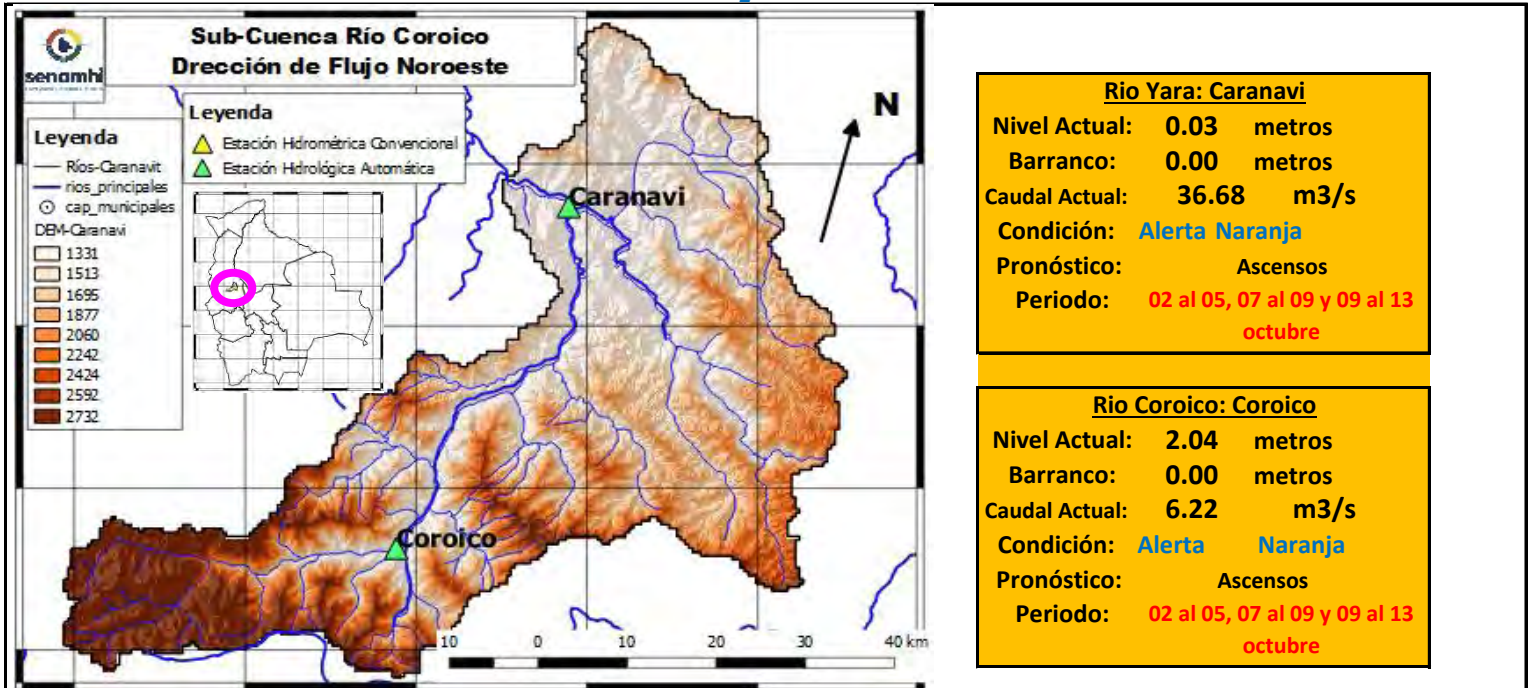 senamhi
Sub-Cuenca Río Coroico
Drección de Flujo Noroeste
Leyenda
Estación Hidrométrica Convencional
Estación Hidrológica Automática
Leyenda
Ríos-Caranavit
rios_principales
cap_municipales
DEM-Caranavi
1331
1513
1695
1877
2060
2242
2424
2592
2732
N
Caranavi
Coroico
10 0 10 20 30 40 km
Rio Yara: Caranavi
Nivel Actual: 0.03 metros
Barranco: 0.00 metros
Caudal Actual: 36.68 m3/s
Condición: Alerta Naranja
Pronóstico: Ascensos
Periodo: 02 al 05, 07 al 09 y 09 al 13
octubre
Rio Coroico: Coroico
Nivel Actual: 2.04 metros
Barranco: 0.00 metros
Caudal Actual: 6.22 m3/s
Condición: Alerta Naranja
Pronóstico: Ascensos
Periodo: 02 al 05, 07 al 09 y 09 al 13
octubre